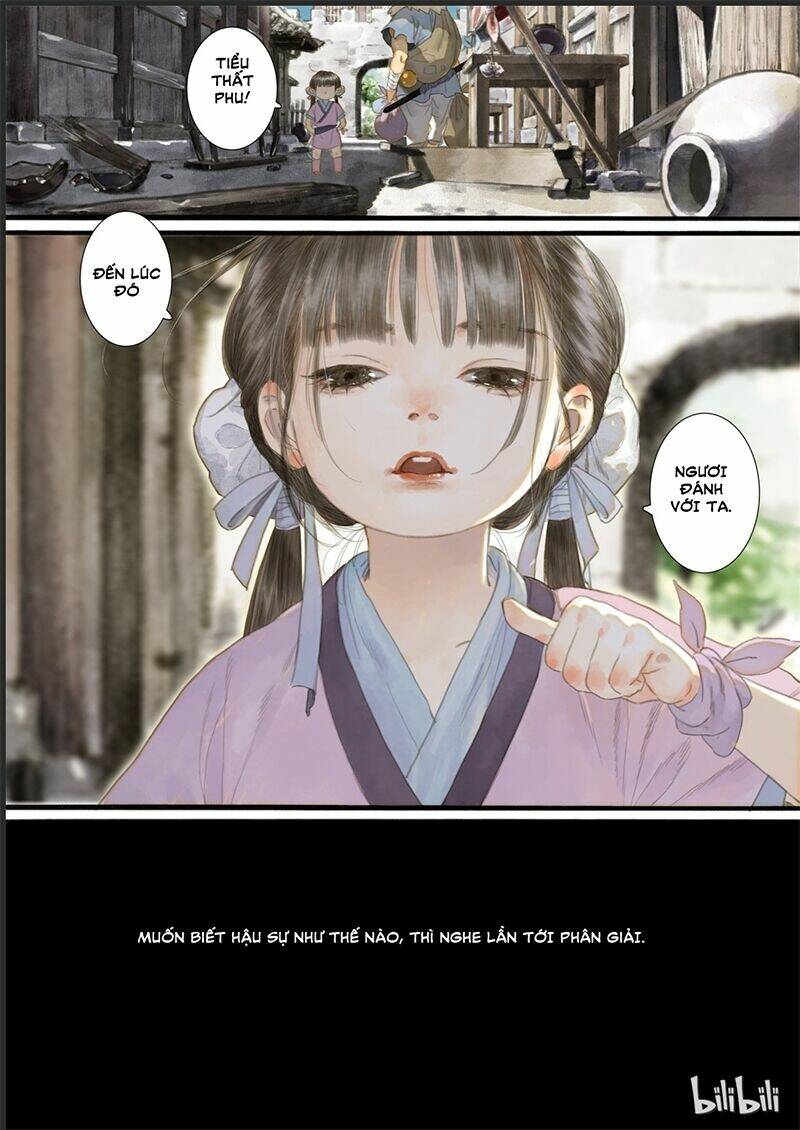 TIỂU
THẤT
PHU!
ĐẾN LÚC
ĐÓ
NGƯƠI
ĐÁNH
VỚI TA.
MUỐN BIẾT HẬU SỰ NHƯ THẾ NÀO, THÌ NGHE LẦN TỚI PHÂN GIẢI.
bilibili